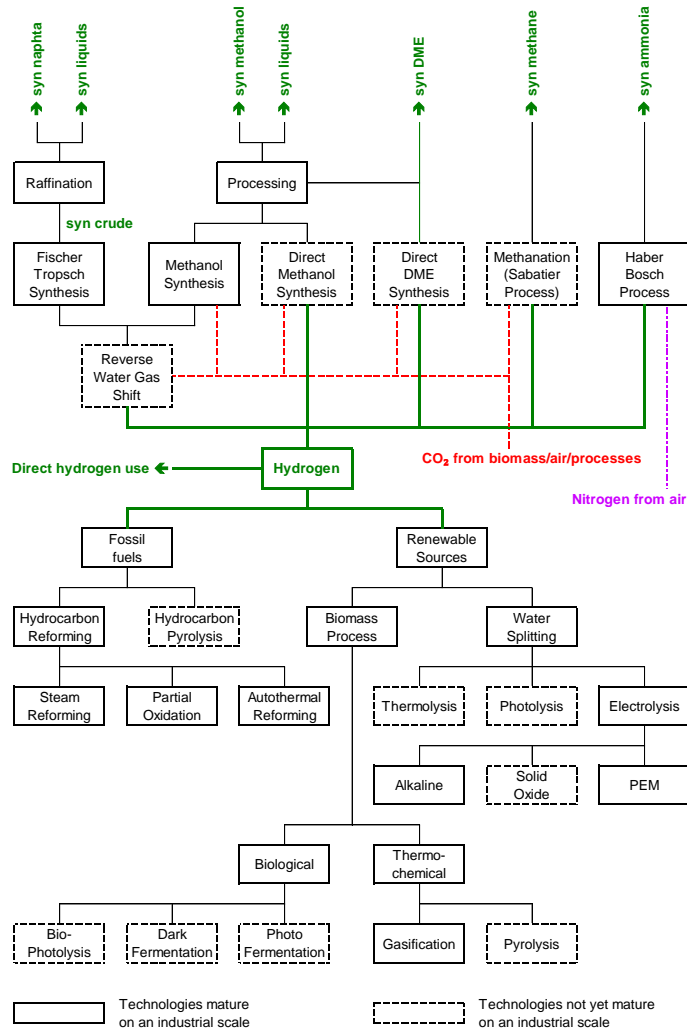 syn naphta
syn liquids
syn methanol
syn liquids
syn DME
syn methane
syn ammonia
Raffination
Processing
syn crude
Fischer
Tropsch
Synthesis
Methanol
Synthesis
Direct
Methanol
Synthesis
Direct
DME
Synthesis
Methanation
(Sabatier
Process)
Haber
Bosch
Process
Reverse
Water Gas
Shift
Direct hydrogen use
Hydrogen
CO₂ from biomass/air/processes
Nitrogen from air
Fossil
fuels
Renewable
Sources
Hydrocarbon
Reforming
Hydrocarbon
Pyrolysis
Biomass
Process
Water
Splitting
Steam
Reforming
Partial
Oxidation
Autothermal
Reforming
Thermolysis
Photolysis
Electrolysis
Alkaline
Solid
Oxide
PEM
Biological
Thermo-
chemical
Bio-
Photolysis
Dark
Fermentation
Photo
Fermentation
Gasification
Pyrolysis
Technologies mature
on an industrial scale
Technologies not yet mature
on an industrial scale